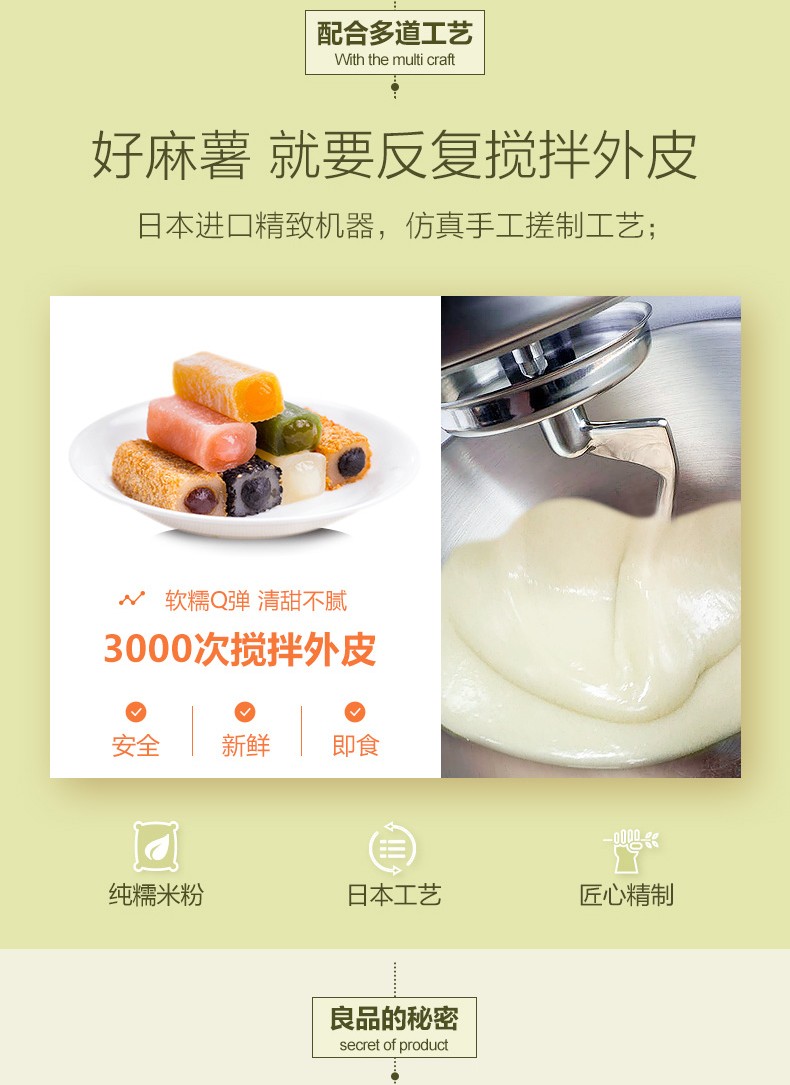 配合多道工艺
With the multi craft
好麻薯 就要反复搅拌外皮
日本进口精致机器，仿真手工搓制工艺；
软糯Q弹 清甜不腻
3000次搅拌外皮
安全 新鲜 即食
纯糯米粉 日本工艺 匠心精制
良品的秘密
secret of product